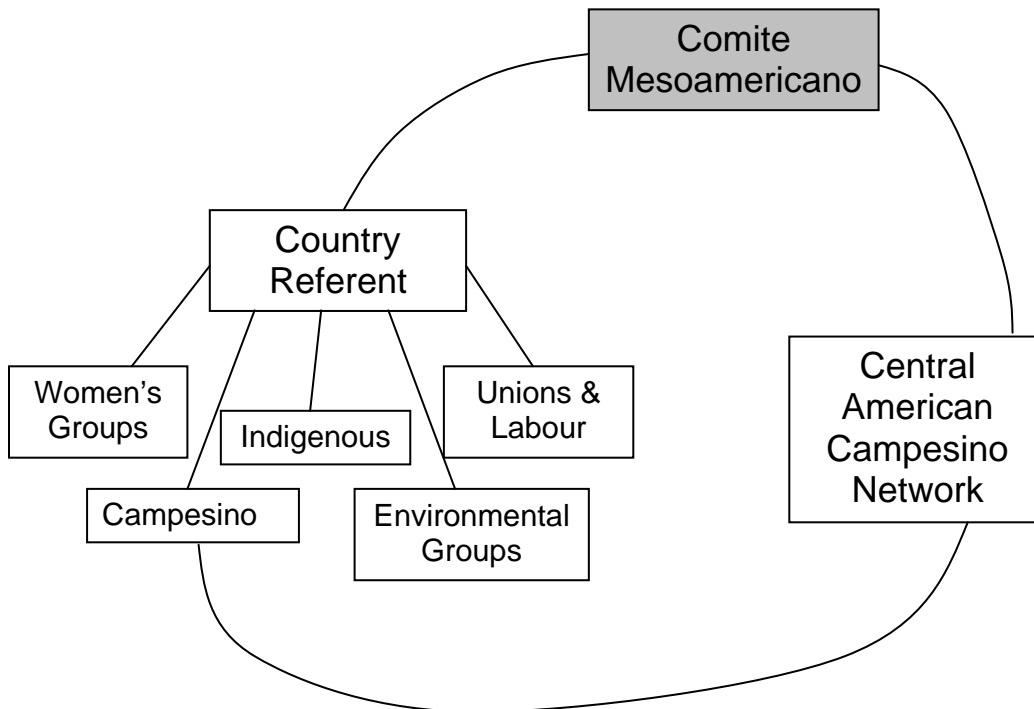 Comite
Mesoamericano
Country
Referent
Women’s
Groups
Indigenous
Unions &
Labour
Central
American
Campesino
Network
Campesino
Environmental
Groups